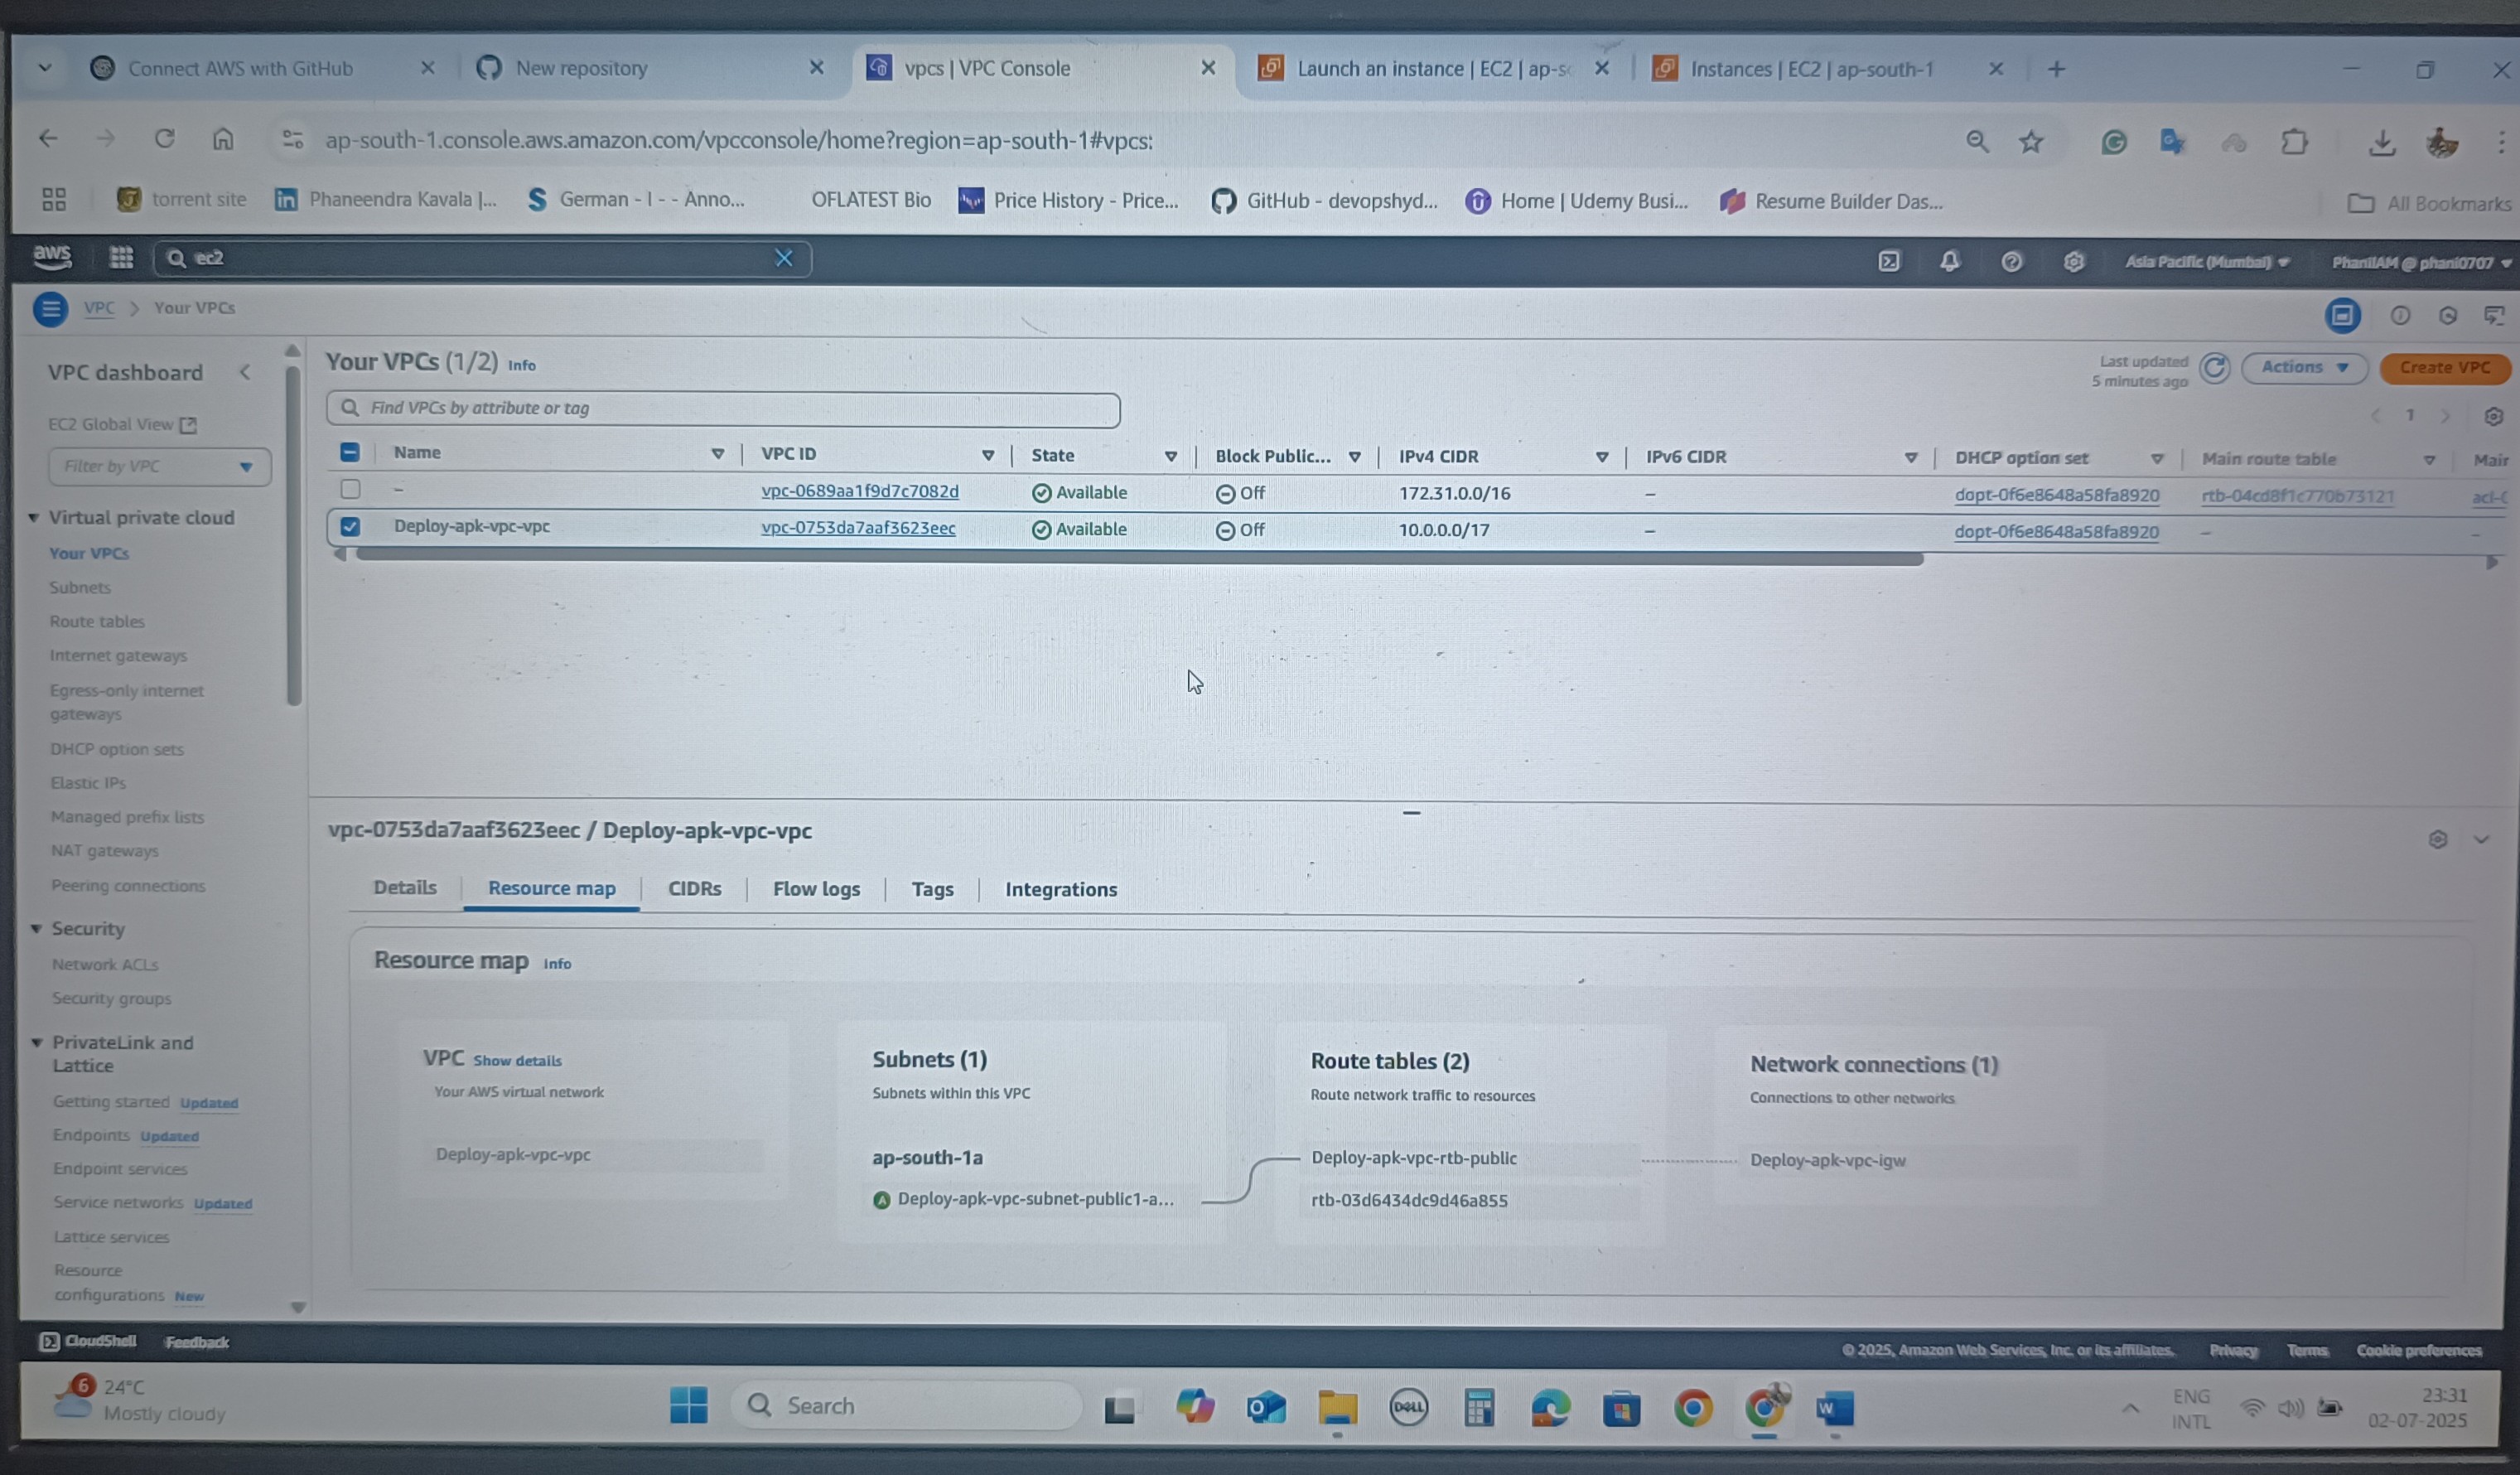 Connect AWS with GitHub
New repository
vpcs | VPC Console
Launch an instance | EC2 | ap-s
Instances | EC2 | ap-south-1
ap-south-1.console.aws.amazon.com/vpcconsole/home?region=ap-south-1#vpcs:
torrent site
Phaneendra Kavala |...
German - I - - Anno...
OFLATEST Bio
Price History - Price...
GitHub - devopshyd...
Home | Udemy Busi...
Resume Builder Das...
All Bookmarks
aws
ec2
Asia Pacific (Mumbai)
PhaniIAM @ phani0707
VPC > Your VPCs
VPC dashboard
EC2 Global View
Filter by VPC
Virtual private cloud
Your VPCs
Subnets
Route tables
Internet gateways
Egress-only internet
gateways
DHCP option sets
Elastic IPs
Managed prefix lists
NAT gateways
Peering connections
Security
Network ACLs
Security groups
PrivateLink and
Lattice
Getting started Updated
Endpoints Updated
Endpoint services
Service networks Updated
Lattice services
Resource
configurations New
Your VPCs (1/2) Info
Last updated
5 minutes ago
Actions
Create VPC
Find VPCs by attribute or tag
1
Name VPC ID State Block Public... IPv4 CIDR IPv6 CIDR DHCP option set Main route table Mair
– vpc-0689aa1f9d7c7082d Available Off 172.31.0.0/16 – dopt-0f6e8648a58fa8920 rtb-04cd8f1c770b73121 acl-
Deploy-apk-vpc-vpc vpc-0753da7aaf3623eec Available Off 10.0.0.0/17 – dopt-0f6e8648a58fa8920 – –
vpc-0753da7aaf3623eec / Deploy-apk-vpc-vpc
Details Resource map CIDRs Flow logs Tags Integrations
Resource map Info
VPC Show details
Your AWS virtual network
Deploy-apk-vpc-vpc
Subnets (1)
Subnets within this VPC
ap-south-1a
A Deploy-apk-vpc-subnet-public1-a...
Route tables (2)
Route network traffic to resources
Deploy-apk-vpc-rtb-public
rtb-03d6434dc9d46a855
Network connections (1)
Connections to other networks
Deploy-apk-vpc-igw
CloudShell Feedback
© 2025, Amazon Web Services, Inc. or its affiliates. Privacy Terms Cookie preferences
6
24°C
Mostly cloudy
Search
DELL
ENG
INTL
23:31
02-07-2025